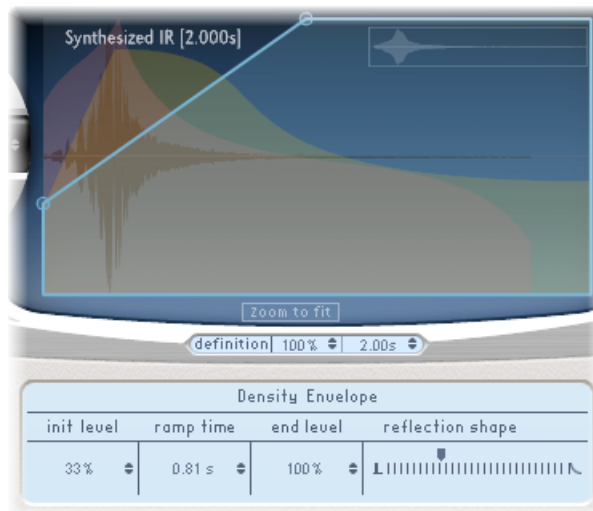 Synthesized IR [2.000s]
Zoom to fit
definition 100% 2.00s
Density Envelope
init level ramp time end level reflection shape
33% 0.81 s 100%